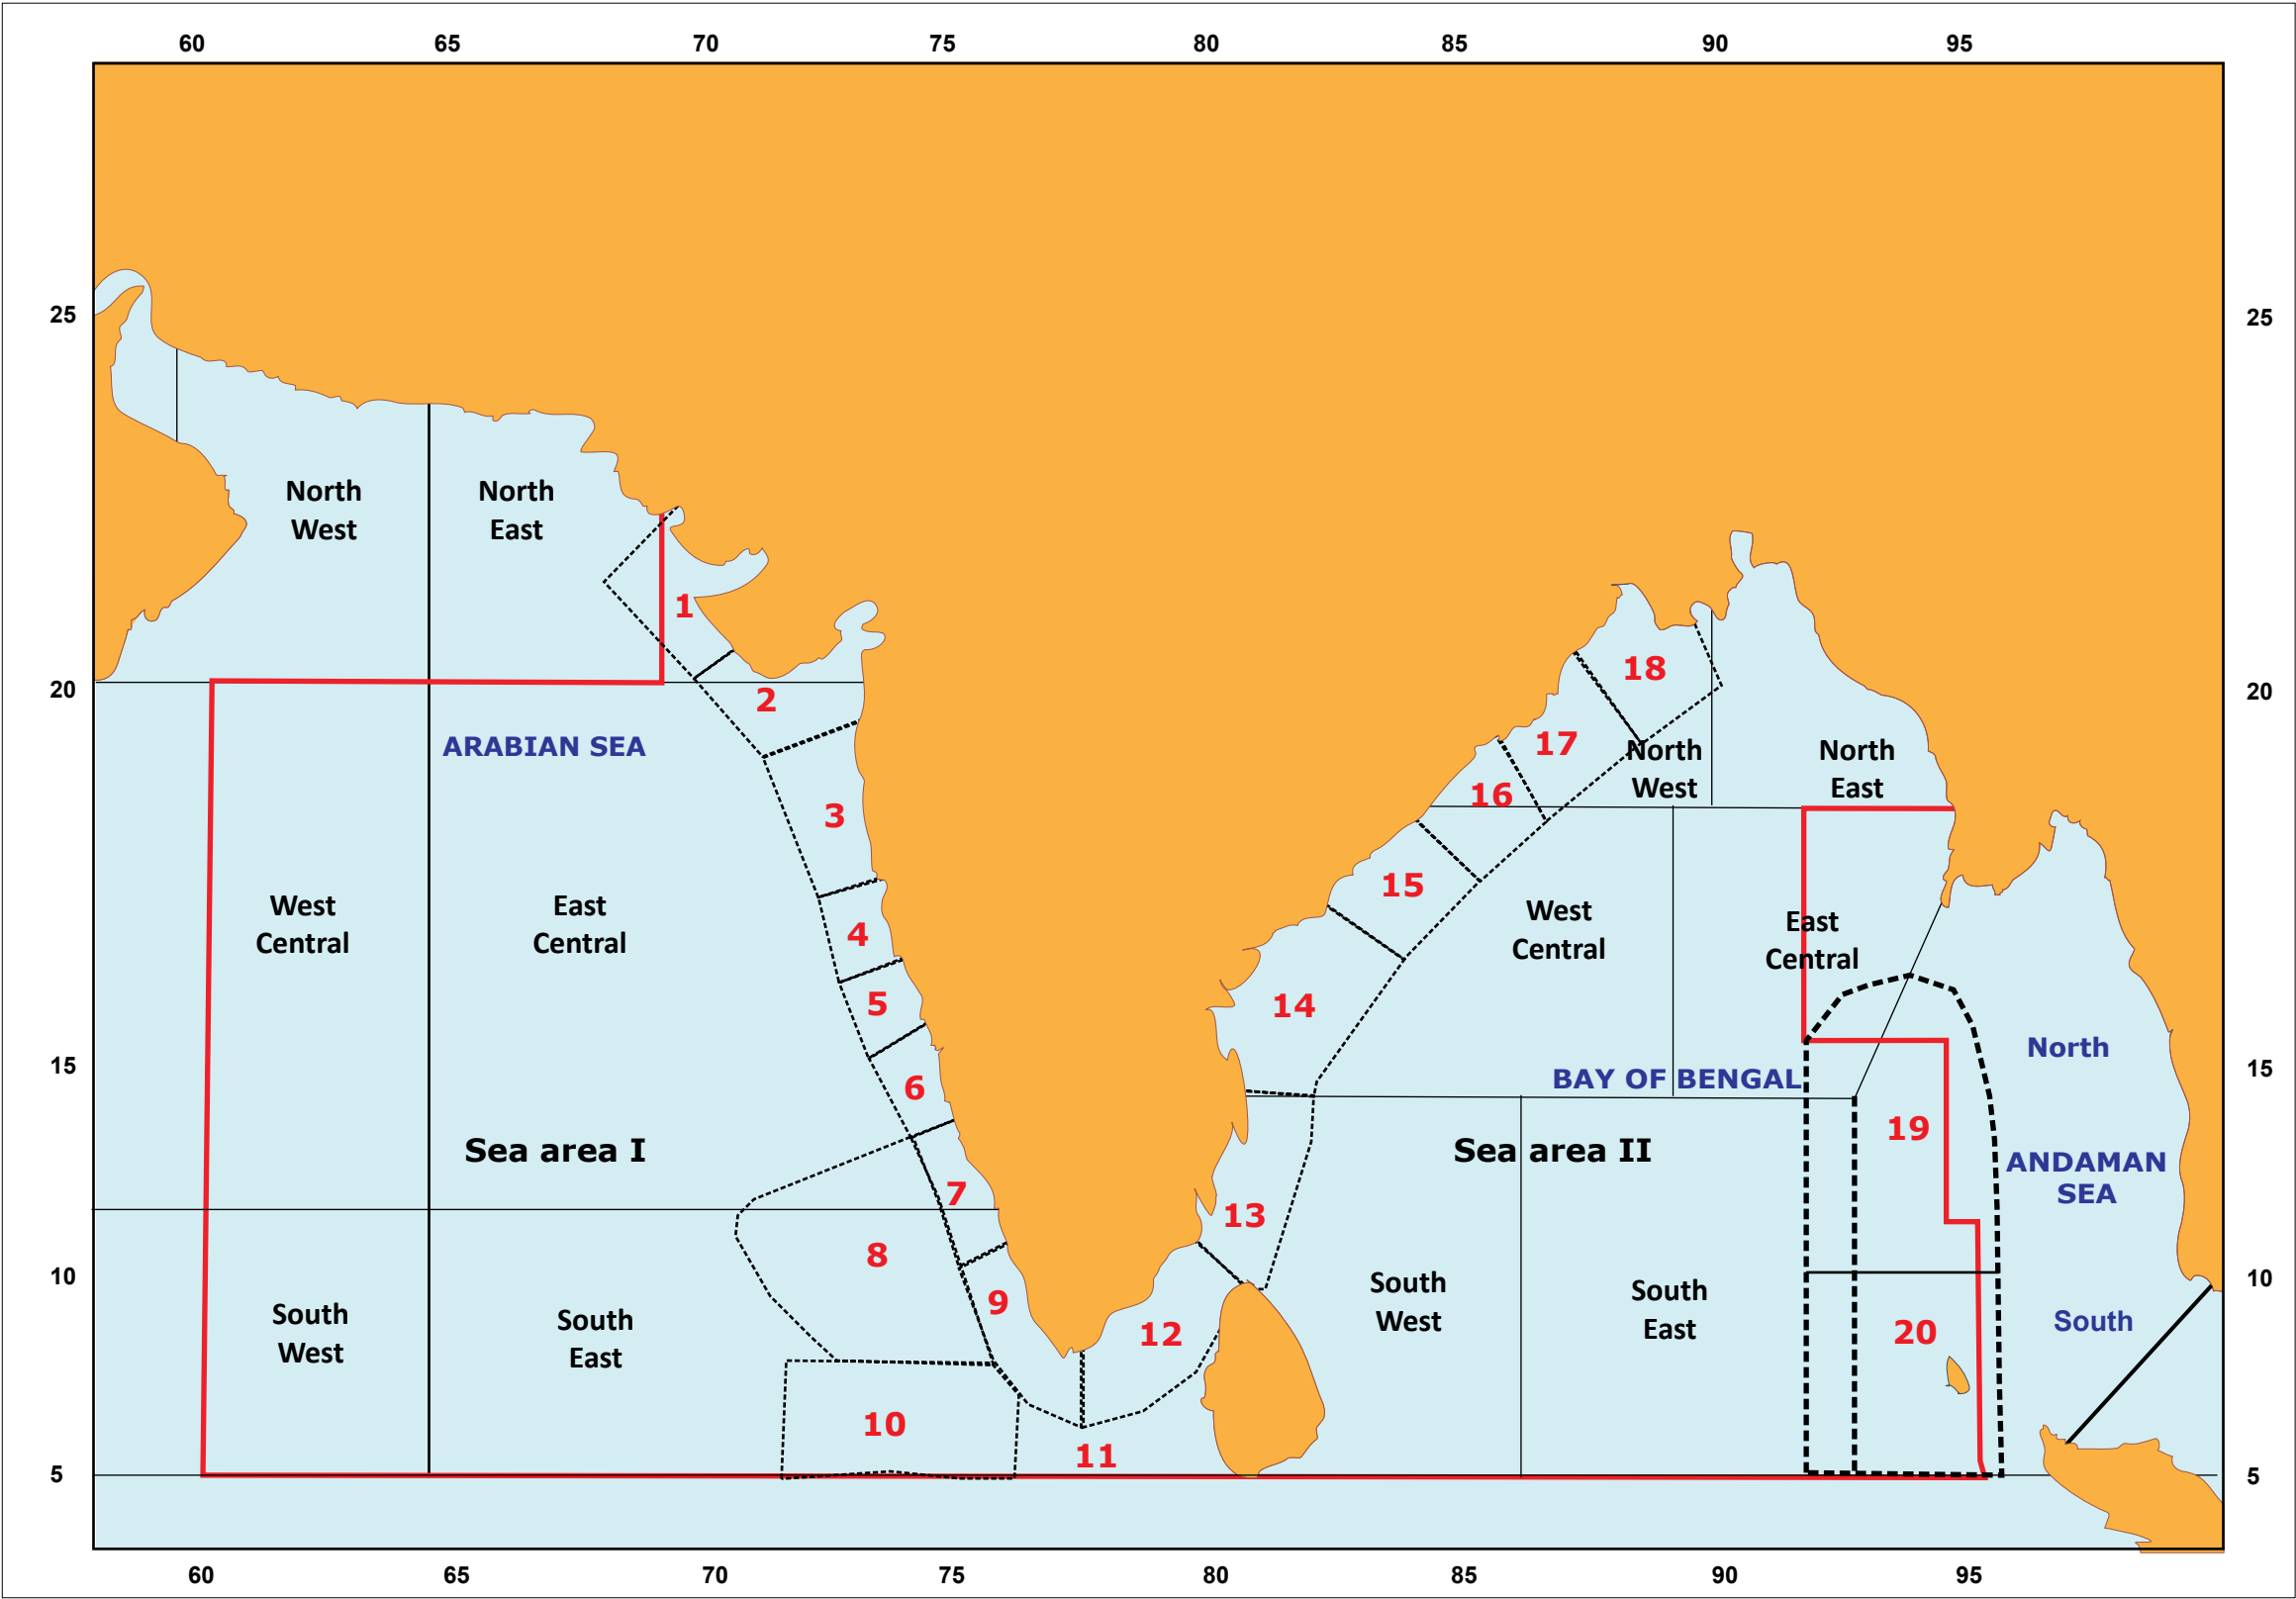 60 65 70 75 80 85 90 95
25 25
North
West
North
East
1
18
20 20
2
17
ARABIAN SEA
North
West
North
East
16
3
15
West
Central
East
Central
4
West
Central
East
Central
5
14
15 15
North
BAY OF BENGAL
6
19
Sea area I
Sea area II
ANDAMAN
SEA
7
13
8
10 10
South
West
South
East
9
South
West
South
East
12
20
South
10
11
5 5
60 65 70 75 80 85 90 95